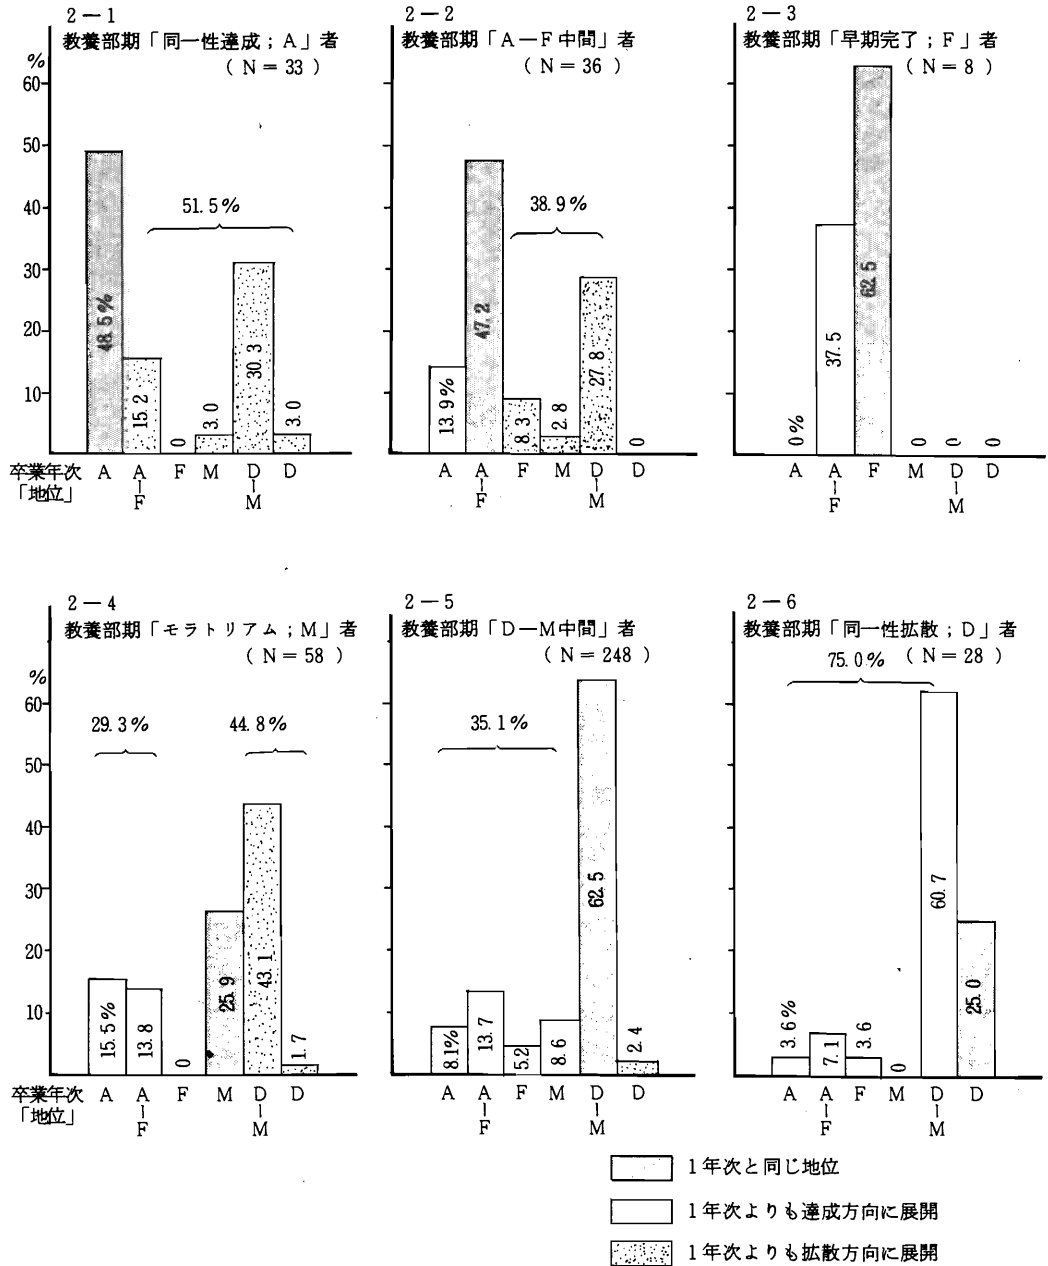 2－1
教養部期「同一性達成；A」者
（N＝33）
%
60
50
40
30
20
10
51.5%
48.5%
15.2
0
3.0
30.3
3.0
卒業年次
「地位」
A
A－F
F
M
D－M
D
2－2
教養部期「A－F中間」者
（N＝36）
38.9%
13.9%
47.2
8.3
2.8
27.8
0
A
A－F
F
M
D－M
D
2－3
教養部期「早期完了；F」者
（N＝8）
0%
37.5
62.5
0
0
0
A
A－F
F
M
D－M
D
2－4
教養部期「モラトリアム；M」者
（N＝58）
%
60
50
40
30
20
10
29.3%
44.8%
15.5%
13.8
0
25.9
43.1
1.7
卒業年次
「地位」
A
A－F
F
M
D－M
D
2－5
教養部期「D－M中間」者
（N＝248）
35.1%
8.1%
13.7
5.2
8.6
62.5
2.4
A
A－F
F
M
D－M
D
2－6
教養部期「同一性拡散；D」者
75.0%（N＝28）
3.6%
7.1
3.6
0
60.7
25.0
A
A－F
F
M
D－M
D
1年次と同じ地位
1年次よりも達成方向に展開
1年次よりも拡散方向に展開